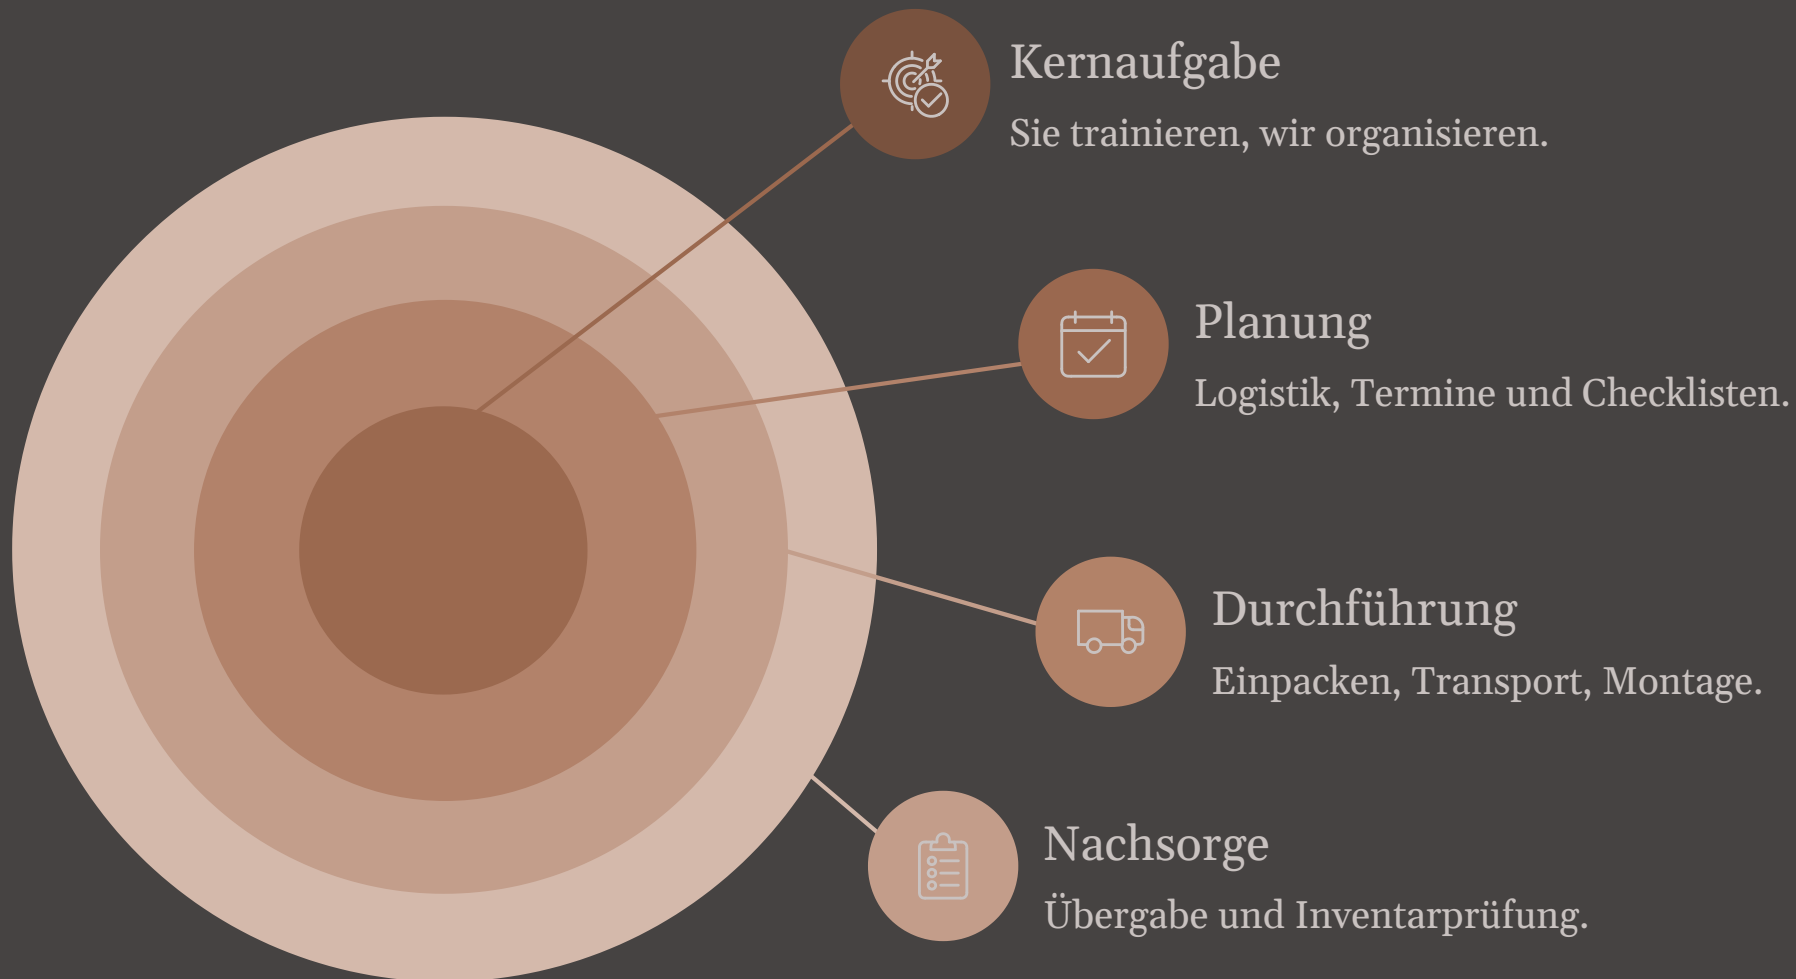 Kernaufgabe
Sie trainieren, wir organisieren.
Planung
Logistik, Termine und Checklisten.
Durchführung
Einpacken, Transport, Montage.
Nachsorge
Übergabe und Inventarprüfung.